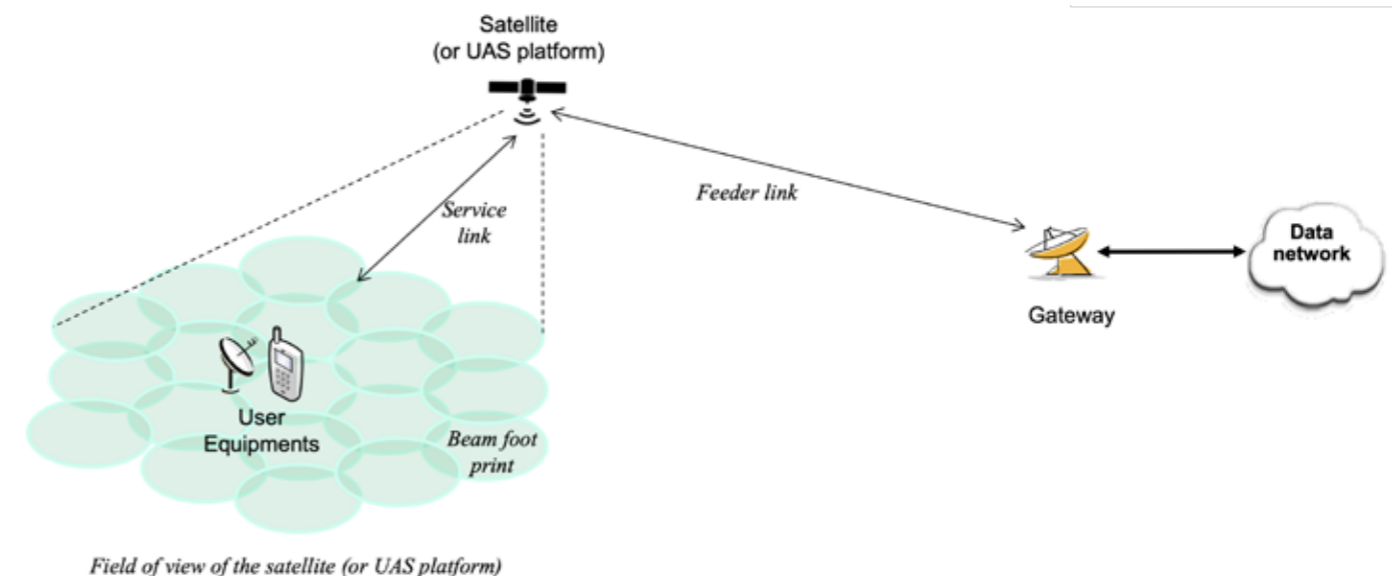 Satellite
(or UAS platform)
Feeder link
Service
link
Data
network
Gateway
User
Equipments
Beam foot
print
Field of view of the satellite (or UAS platform)